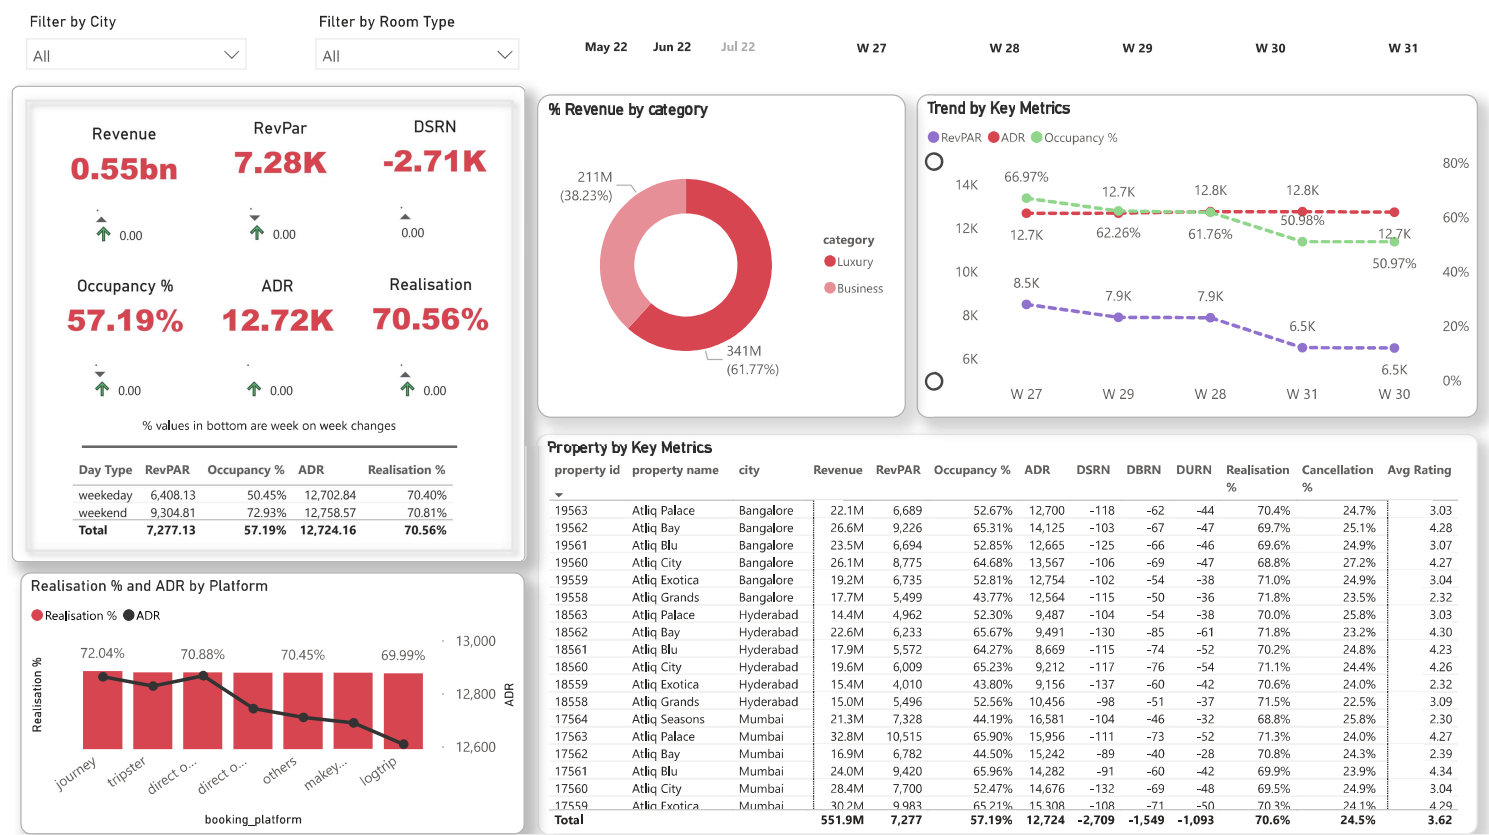 Filter by City
Filter by Room Type
All
All
May 22 Jun 22 Jul 22 W 27 W 28 W 29 W 30 W 31
Revenue
0.55bn
0.00
RevPar
7.28K
0.00
DSRN
-2.71K
0.00
Occupancy %
57.19%
0.00
ADR
12.72K
0.00
Realisation
70.56%
0.00
% values in bottom are week on week changes
Day Type RevPAR Occupancy % ADR Realisation %
weekeday 6,408.13 50.45% 12,702.84 70.40%
weekend 9,304.81 72.93% 12,758.57 70.81%
Total 7,277.13 57.19% 12,724.16 70.56%
% Revenue by category
211M
(38.23%)
341M
(61.77%)
category
Luxury
Business
Trend by Key Metrics
RevPAR ADR Occupancy %
14K
12K
10K
8K
6K
80%
60%
40%
20%
0%
66.97%
12.7K 12.8K 12.8K
50.98%
12.7K 62.26% 61.76% 12.7K
50.97%
8.5K 7.9K 7.9K 6.5K 6.5K
W 27 W 29 W 28 W 31 W 30
Realisation % and ADR by Platform
Realisation % ADR
Realisation %
72.04% 70.88% 70.45% 69.99%
13,000
12,800
12,600
ADR
journey tripster direct o... direct o... others makey... logtrip
booking_platform
Property by Key Metrics
property id property name city Revenue RevPAR Occupancy % ADR DSRN DBRN DURN Realisation % Cancellation % Avg Rating
19563 Atliq Palace Bangalore 22.1M 6,689 52.67% 12,700 -118 -62 -44 70.4% 24.7% 3.03
19562 Atliq Bay Bangalore 26.6M 9,226 65.31% 14,125 -103 -67 -47 69.7% 25.1% 4.28
19561 Atliq Blu Bangalore 23.5M 6,694 52.85% 12,665 -125 -66 -46 69.6% 24.9% 3.07
19560 Atliq City Bangalore 26.1M 8,775 64.68% 13,567 -106 -69 -47 68.8% 27.2% 4.27
19559 Atliq Exotica Bangalore 19.2M 6,735 52.81% 12,754 -102 -54 -38 71.0% 24.9% 3.04
19558 Atliq Grands Bangalore 17.7M 5,499 43.77% 12,564 -115 -50 -36 71.8% 23.5% 2.32
18563 Atliq Palace Hyderabad 14.4M 4,962 52.30% 9,487 -104 -54 -38 70.0% 25.8% 3.03
18562 Atliq Bay Hyderabad 22.6M 6,233 65.67% 9,491 -130 -85 -61 71.8% 23.2% 4.30
18561 Atliq Blu Hyderabad 17.9M 5,572 64.27% 8,669 -115 -74 -52 70.2% 24.8% 4.23
18560 Atliq City Hyderabad 19.6M 6,009 65.23% 9,212 -117 -76 -54 71.1% 24.4% 4.26
18559 Atliq Exotica Hyderabad 15.4M 4,010 43.80% 9,156 -137 -60 -42 70.6% 24.0% 2.32
18558 Atliq Grands Hyderabad 15.0M 5,496 52.56% 10,456 -98 -51 -37 71.5% 22.5% 3.09
17564 Atliq Seasons Mumbai 21.3M 7,328 44.19% 16,581 -104 -46 -32 68.8% 25.8% 2.30
17563 Atliq Palace Mumbai 32.8M 10,515 65.90% 15,956 -111 -73 -52 71.3% 24.0% 4.27
17562 Atliq Bay Mumbai 16.9M 6,782 44.50% 15,242 -89 -40 -28 70.8% 24.3% 2.39
17561 Atliq Blu Mumbai 24.0M 9,420 65.96% 14,282 -91 -60 -42 69.9% 23.9% 4.34
17560 Atliq City Mumbai 28.4M 7,700 52.47% 14,676 -132 -69 -48 69.5% 24.9% 3.04
17559 Atliq Exotica Mumbai 30.2M 9,983 65.21% 15,308 -108 -71 -50 70.3% 24.1% 4.29
Total 551.9M 7,277 57.19% 12,724 -2,709 -1,549 -1,093 70.6% 24.5% 3.62